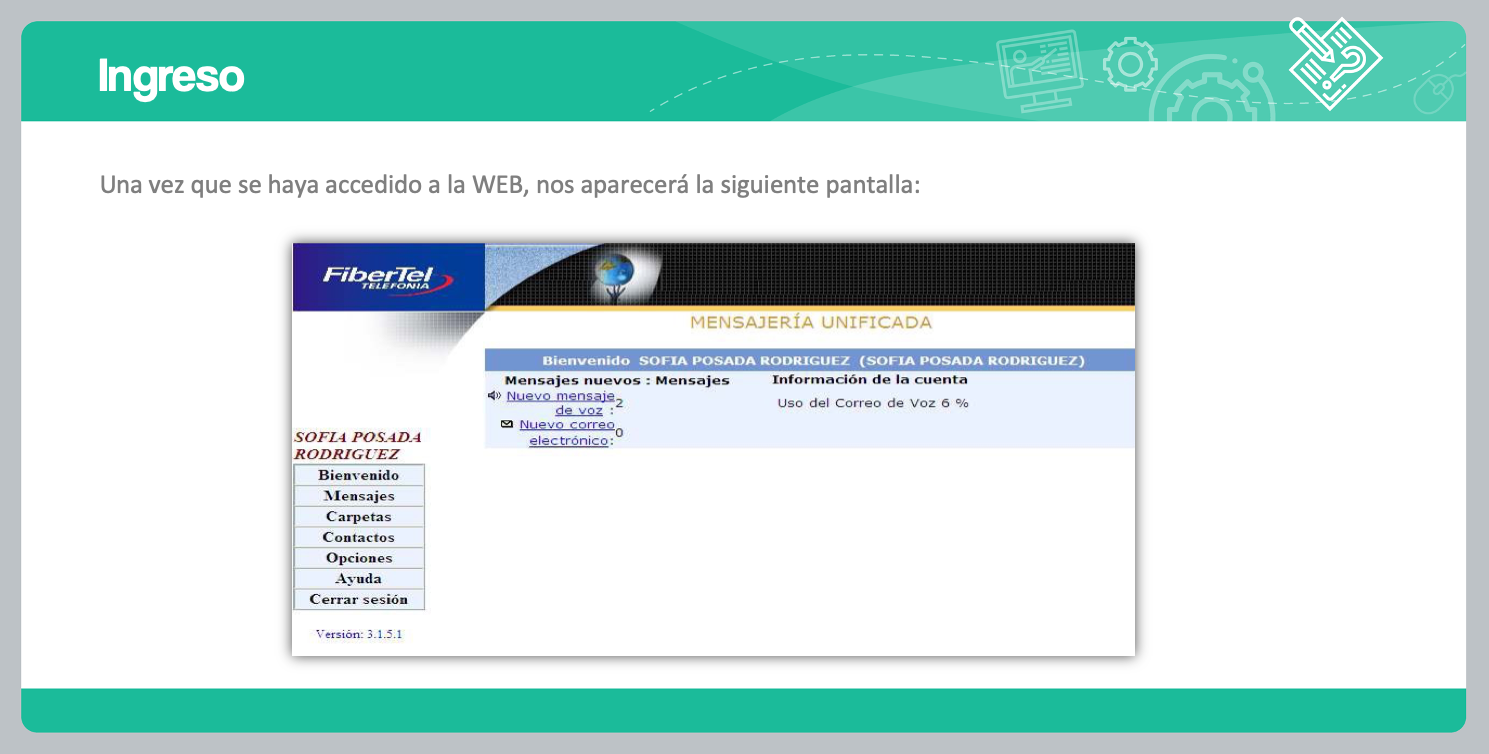 Ingreso
Una vez que se haya accedido a la WEB, nos aparecerá la siguiente pantalla:
FiberTel
TELEFONIA
MENSAJERÍA UNIFICADA
Bienvenido SOFIA POSADA RODRIGUEZ (SOFIA POSADA RODRIGUEZ)
Mensajes nuevos : Mensajes
Nuevo mensaje
de voz : 2
Nuevo correo
electrónico: 0
Información de la cuenta
Uso del Correo de Voz 6 %
SOFIA POSADA
RODRIGUEZ
Bienvenido
Mensajes
Carpetas
Contactos
Opciones
Ayuda
Cerrar sesión
Versión: 3.1.5.1